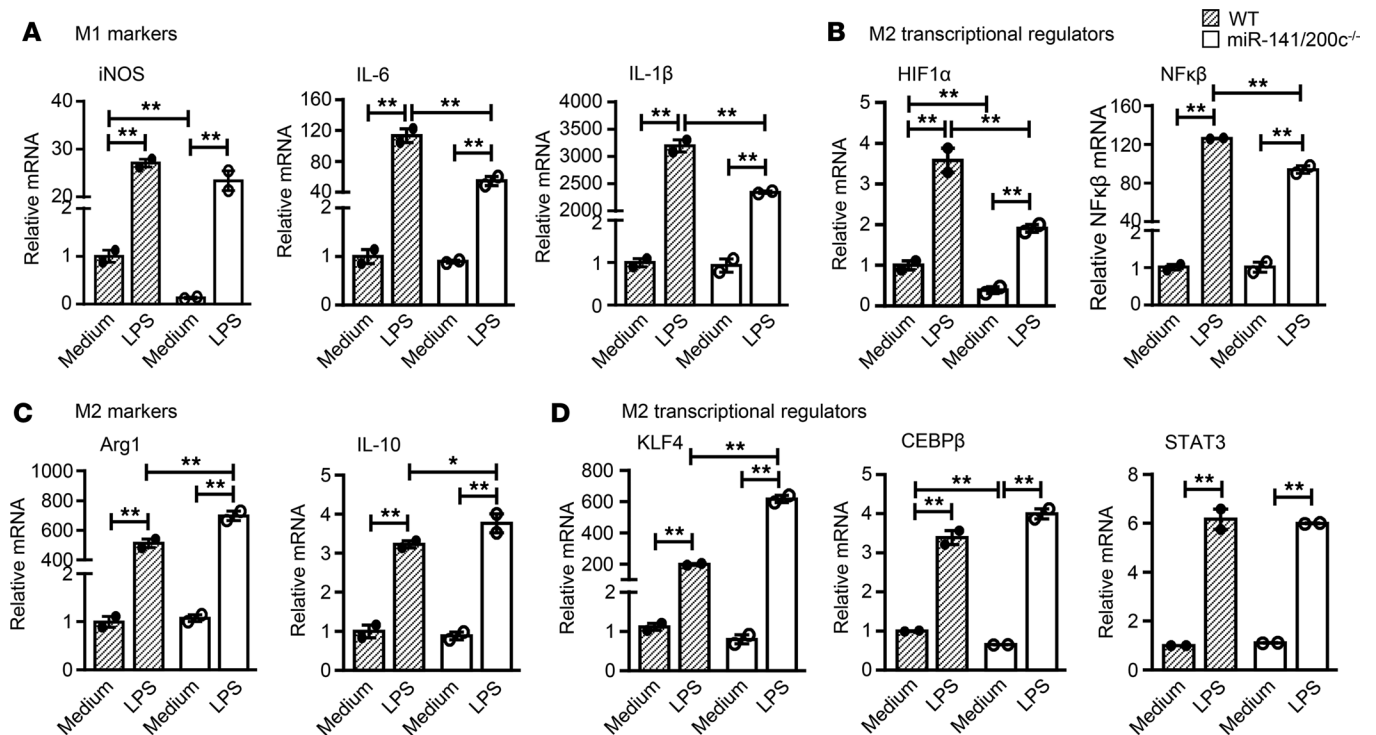 A M1 markers
B M2 transcriptional regulators
WT
miR-141/200c-/-
iNOS
Relative mRNA
40
30
20
2
1
0
** ** **
Medium LPS Medium LPS
IL-6
Relative mRNA
160
120
80
40
2
1
0
** ** **
Medium LPS Medium LPS
IL-1β
Relative mRNA
4000
3000
2500
2000
2
1
0
** ** **
Medium LPS Medium LPS
HIF1α
Relative mRNA
5
4
3
2
1
0
** ** ** **
Medium LPS Medium LPS
NFκβ
Relative NFκβ mRNA
160
120
80
40
2
1
0
** ** **
Medium LPS Medium LPS
C M2 markers
D M2 transcriptional regulators
Arg1
Relative mRNA
1000
800
600
400
2
1
0
** ** **
Medium LPS Medium LPS
IL-10
Relative mRNA
5
4
3
2
1
0
* ** **
Medium LPS Medium LPS
KLF4
Relative mRNA
800
600
400
200
2
1
0
** ** **
Medium LPS Medium LPS
CEBPβ
Relative mRNA
5
4
3
2
1
0
** ** **
Medium LPS Medium LPS
STAT3
Relative mRNA
8
6
4
2
0
** **
Medium LPS Medium LPS